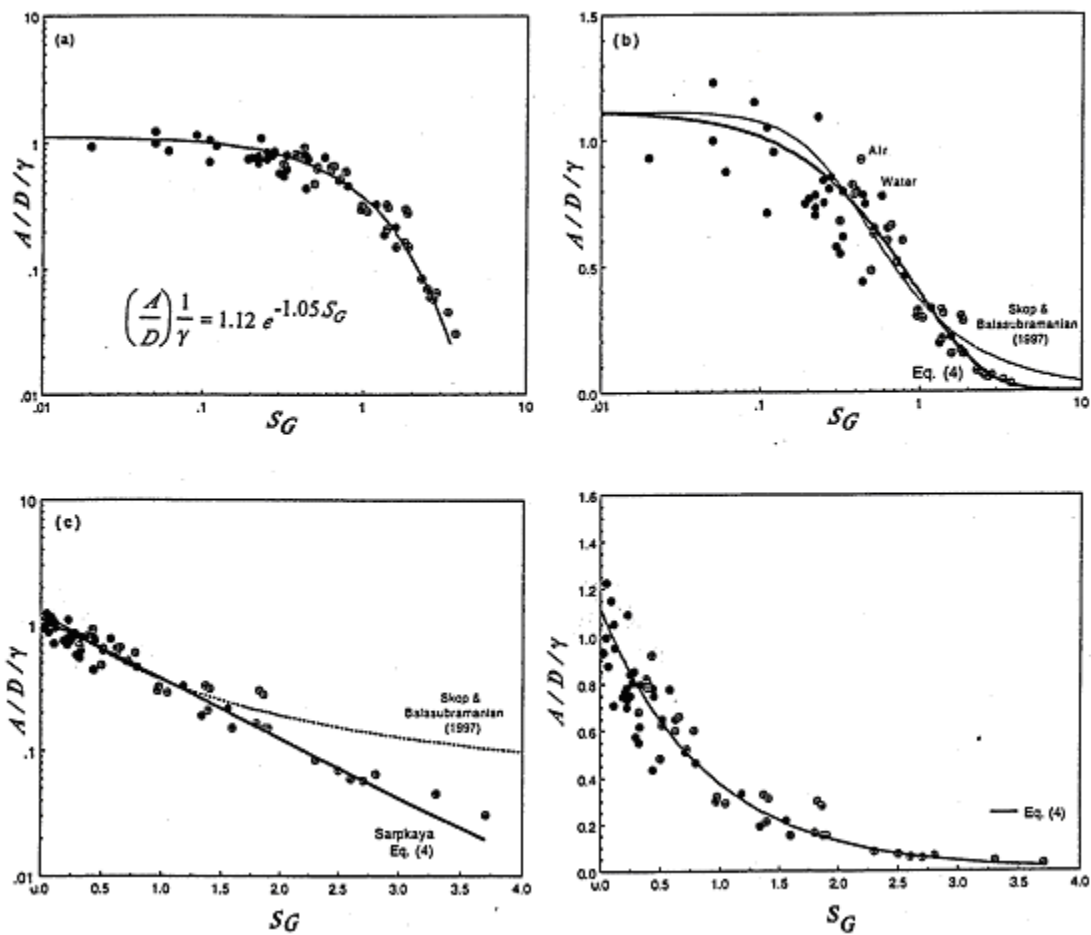 (a)
10
1
.1
.01
A / D / γ
(A/D) 1/γ = 1.12 e^-1.05 S_G
.01 .1 1 10
S_G
(b)
1.5
1.0
0.5
0.0
A / D / γ
Air
Water
Skop &
Balasubramanian
(1997)
Eq. (4)
.01 .1 1 10
S_G
(c)
10
1
.1
.01
A / D / γ
Skop &
Balasubramanian
(1997)
Sarpkaya
Eq. (4)
0.0 0.5 1.0 1.5 2.0 2.5 3.0 3.5 4.0
S_G
1.6
1.4
1.2
1.0
0.8
0.6
0.4
0.2
0.0
A / D / γ
Eq. (4)
0.0 0.5 1.0 1.5 2.0 2.5 3.0 3.5 4.0
S_G